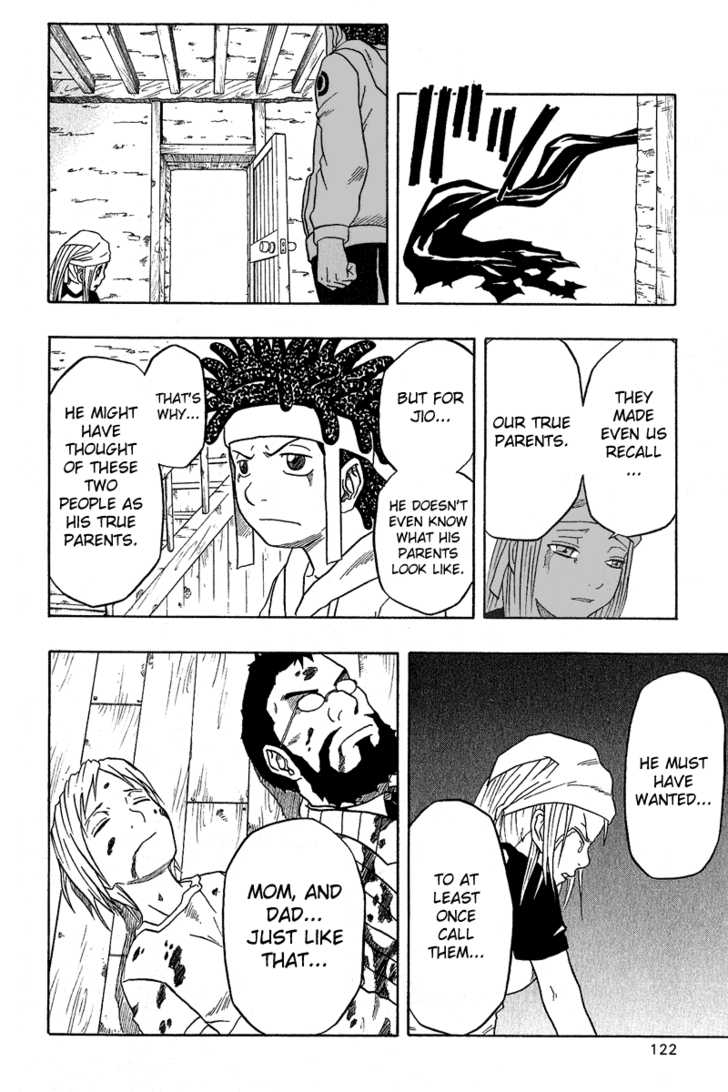 THEY
MADE
EVEN US
RECALL
...
OUR TRUE
PARENTS.
BUT FOR
JIO...
HE DOESN'T
EVEN KNOW
WHAT HIS
PARENTS
LOOK LIKE.
THAT'S
WHY...
HE MIGHT
HAVE
THOUGHT
OF THESE
TWO
PEOPLE AS
HIS TRUE
PARENTS.
HE MUST
HAVE
WANTED...
TO AT
LEAST
ONCE
CALL
THEM...
MOM, AND
DAD...
JUST LIKE
THAT...
122